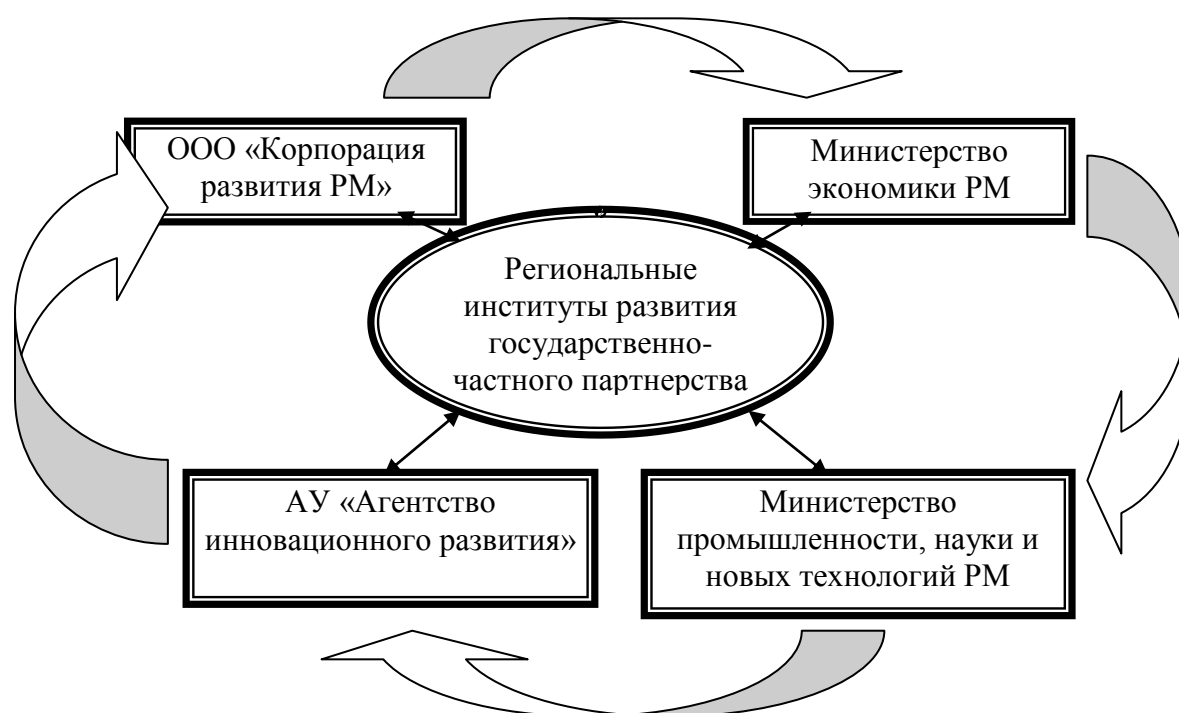 ООО «Корпорация
развития РМ»
Министерство
экономики РМ
Региональные
институты развития
государственно-
частного партнерства
АУ «Агентство
инновационного развития»
Министерство
промышленности, науки и
новых технологий РМ